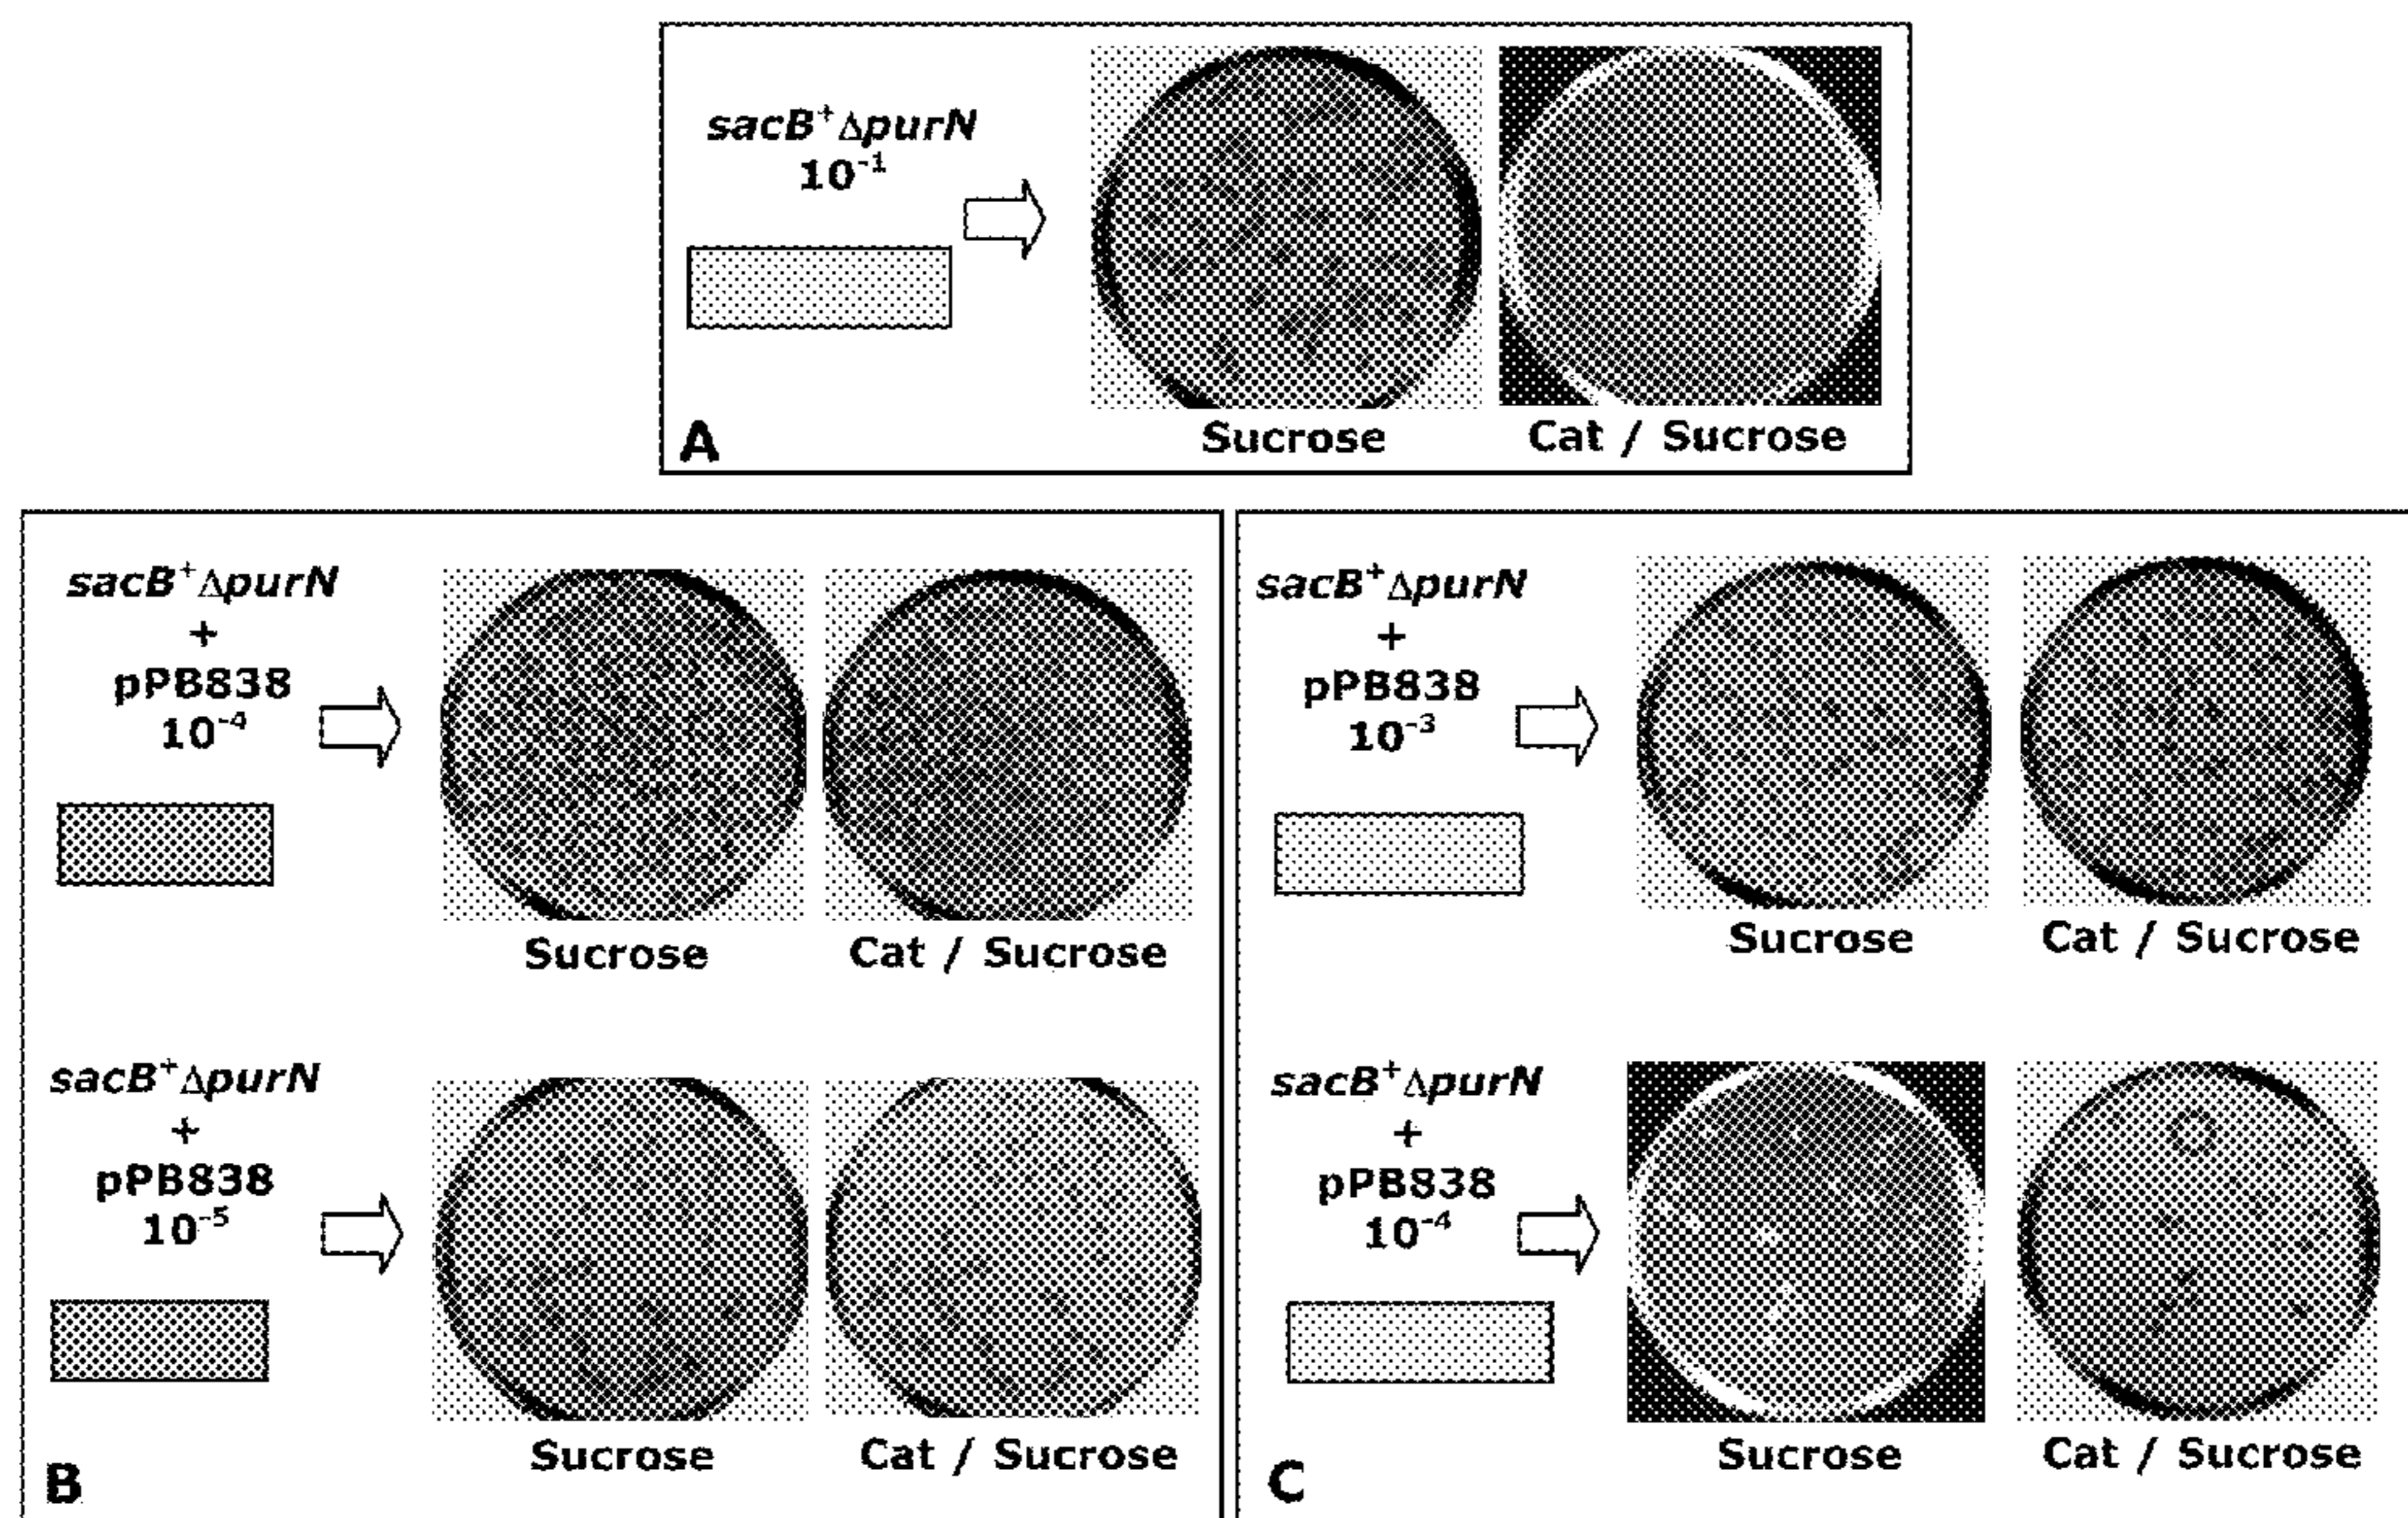 sacB⁺ΔpurN
10⁻¹
Sucrose
Cat / Sucrose
A
sacB⁺ΔpurN
+
pPB838
10⁻⁴
Sucrose
Cat / Sucrose
sacB⁺ΔpurN
+
pPB838
10⁻⁵
Sucrose
Cat / Sucrose
B
sacB⁺ΔpurN
+
pPB838
10⁻³
Sucrose
Cat / Sucrose
sacB⁺ΔpurN
+
pPB838
10⁻⁴
Sucrose
Cat / Sucrose
C